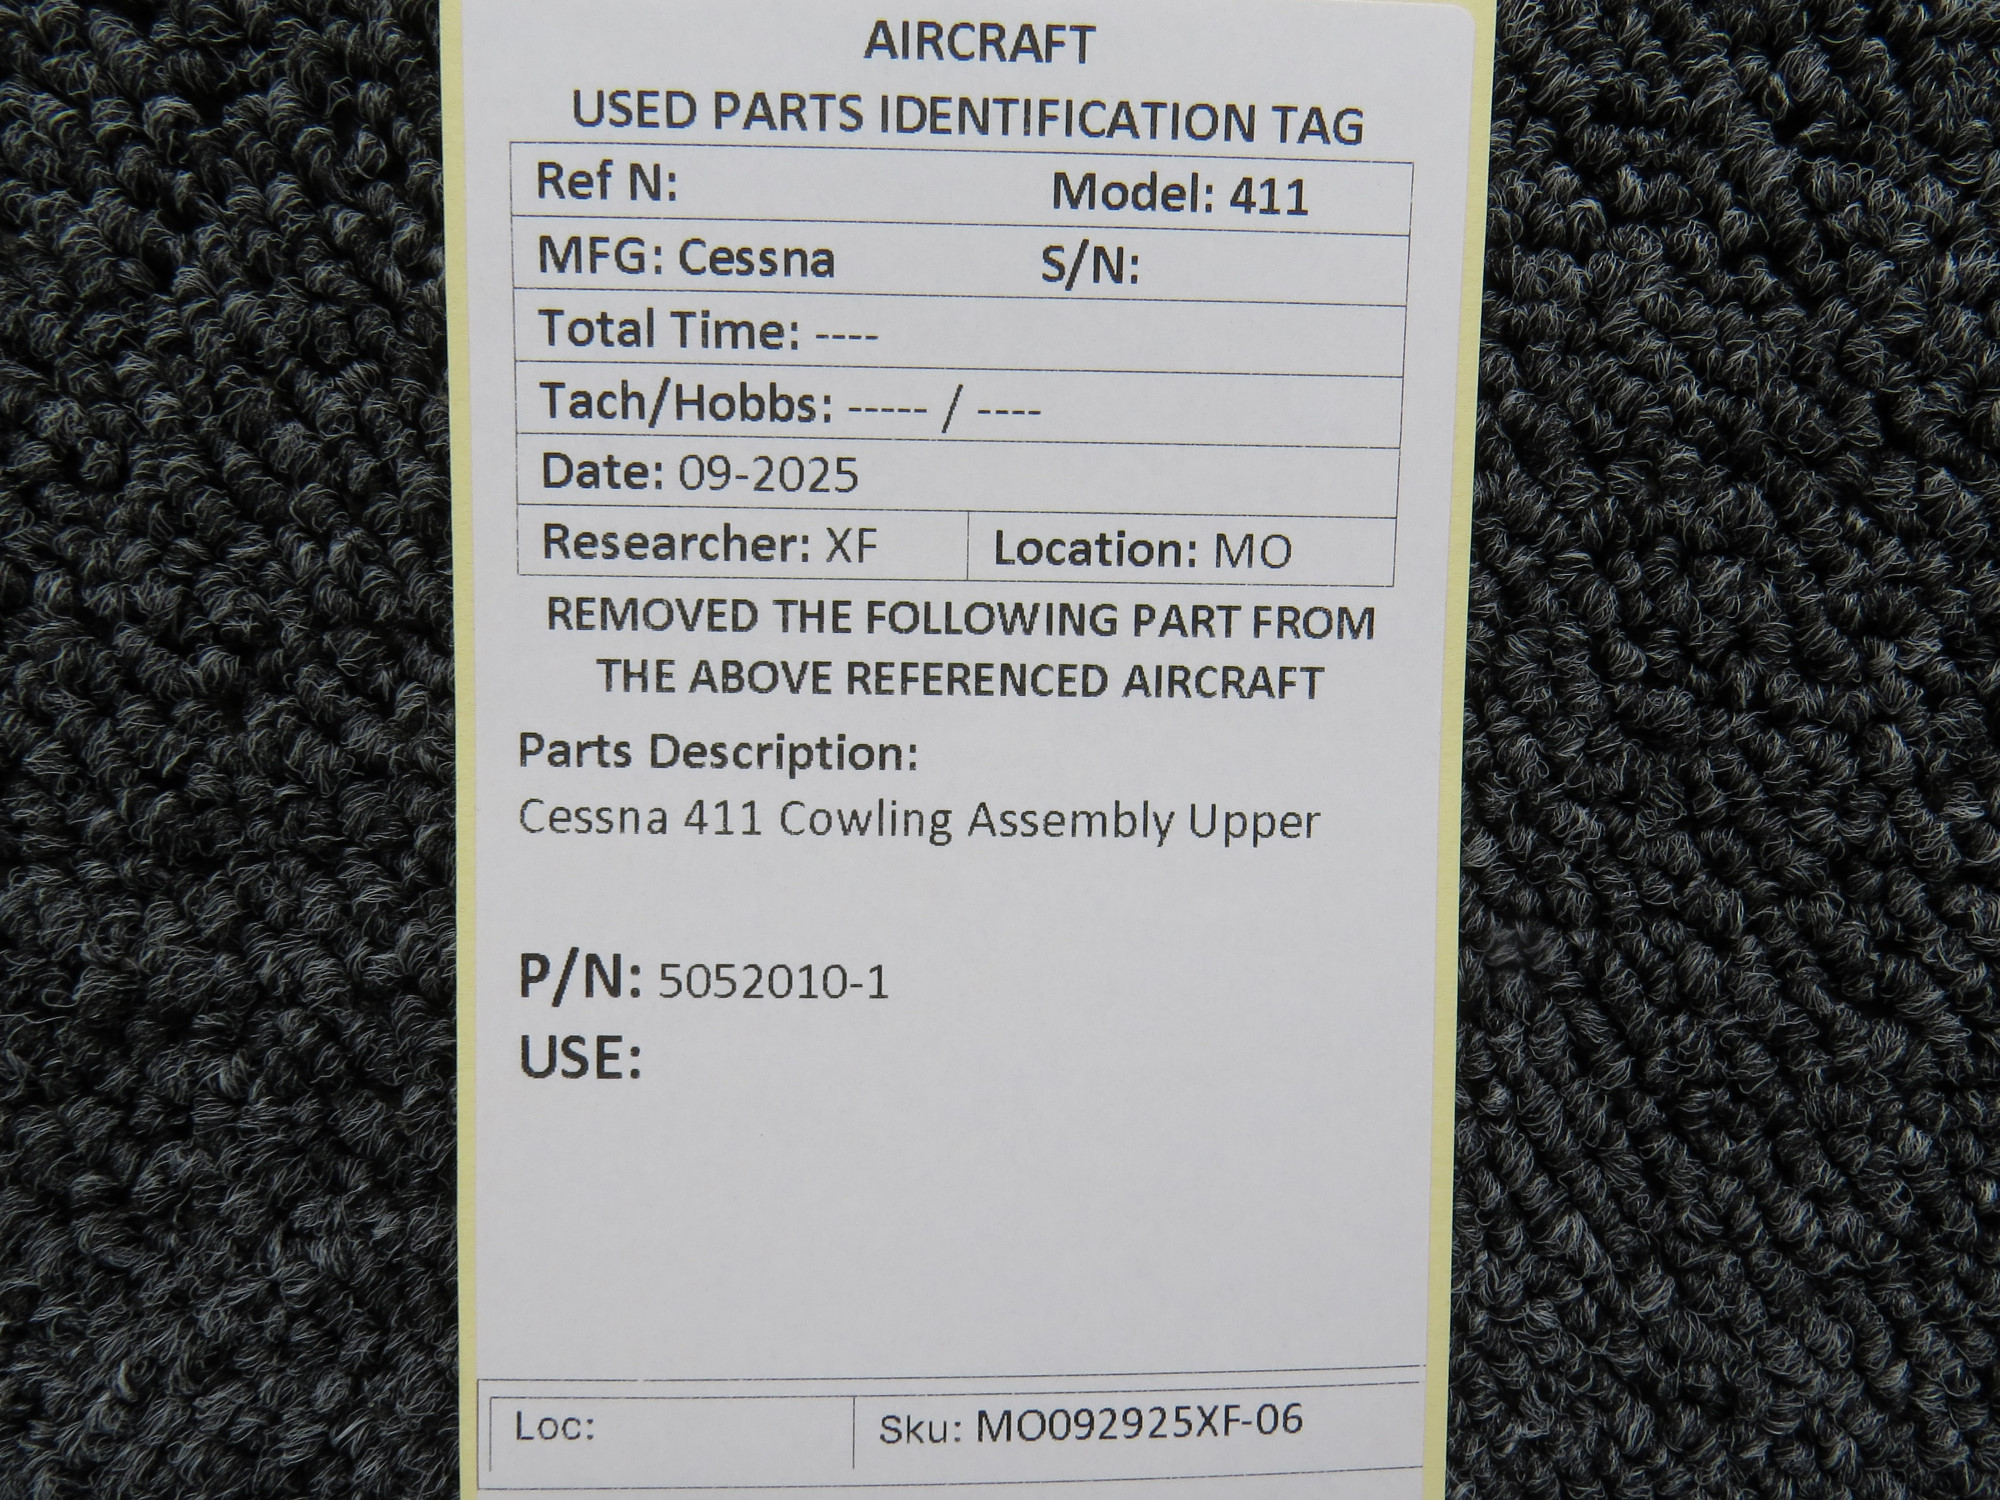 AIRCRAFT
USED PARTS IDENTIFICATION TAG
Ref N: Model: 411
MFG: Cessna S/N:
Total Time: ----
Tach/Hobbs: ----- / ----
Date: 09-2025
Researcher: XF Location: MO
REMOVED THE FOLLOWING PART FROM
THE ABOVE REFERENCED AIRCRAFT
Parts Description:
Cessna 411 Cowling Assembly Upper
P/N: 5052010-1
USE:
Loc: Sku: MO092925XF-06